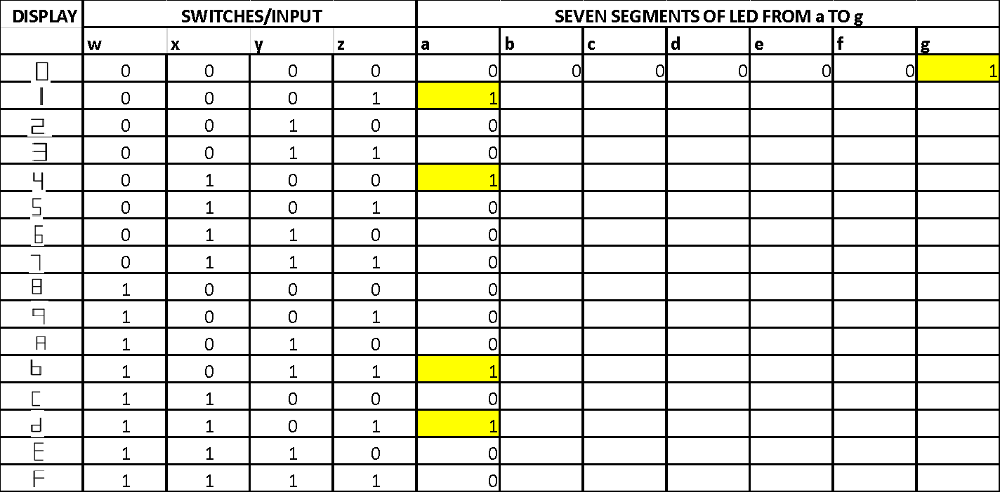 DISPLAY SWITCHES/INPUT SEVEN SEGMENTS OF LED FROM a TO g
w x y z a b c d e f g
0 0 0 0 0 0 0 0 0 0 0 1
1 0 0 0 1 1
2 0 0 1 0 0
3 0 0 1 1 0
4 0 1 0 0 1
5 0 1 0 1 0
6 0 1 1 0 0
7 0 1 1 1 0
8 1 0 0 0 0
9 1 0 0 1 0
A 1 0 1 0 0
b 1 0 1 1 1
C 1 1 0 0 0
d 1 1 0 1 1
E 1 1 1 0 0
F 1 1 1 1 0